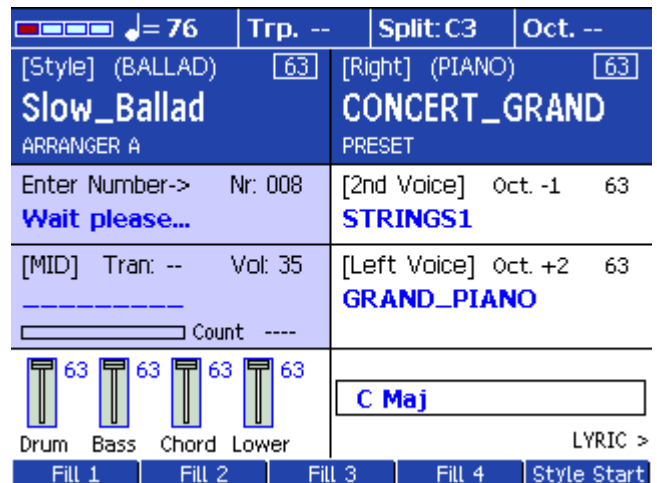 ♩= 76 Trp. -- Split: C3 Oct. --
[Style] (BALLAD) 63
Slow_Ballad
ARRANGER A
[Right] (PIANO) 63
CONCERT_GRAND
PRESET
Enter Number-> Nr: 008
Wait please...
[2nd Voice] Oct. -1 63
STRINGS1
[MID] Tran: -- Vol: 35
_________
Count ----
[Left Voice] Oct. +2 63
GRAND_PIANO
63 63 63 63
Drum Bass Chord Lower
C Maj
LYRIC >
Fill 1 Fill 2 Fill 3 Fill 4 Style Start